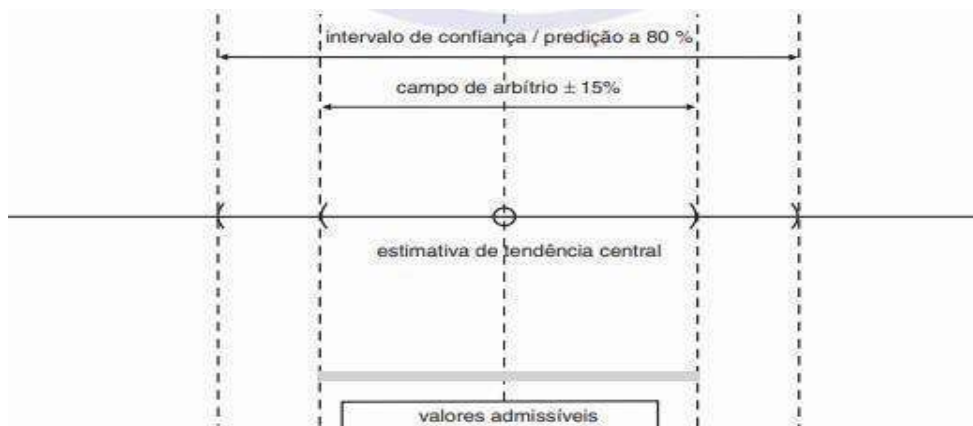 intervalo de confiança / predição a 80 %
campo de arbítrio ± 15%
estimativa de tendência central
valores admissíveis